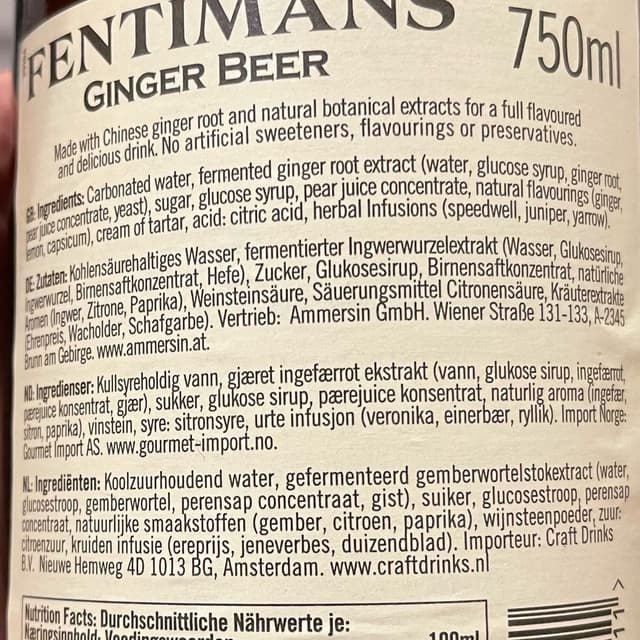 FENTIMANS
GINGER BEER
750ml
Made with Chinese ginger root and natural botanical extracts for a full flavoured
and delicious drink. No artificial sweeteners, flavourings or preservatives.
GB: Ingredients: Carbonated water, fermented ginger root extract (water, glucose syrup, ginger root,
pear juice concentrate, yeast), sugar, glucose syrup, pear juice concentrate, natural flavourings (ginger,
lemon, capsicum), cream of tartar, acid: citric acid, herbal Infusions (speedwell, juniper, yarrow).
DE: Zutaten: Kohlensäurehaltiges Wasser, fermentierter Ingwerwurzelextrakt (Wasser, Glukosesirup,
Ingwerwurzel, Birnensaftkonzentrat, Hefe), Zucker, Glukosesirup, Birnensaftkonzentrat, natürliche
Aromen (Ingwer, Zitrone, Paprika), Weinsteinsäure, Säuerungsmittel Citronensäure, Kräuterextrakte
(Ehrenpreis, Wacholder, Schafgarbe). Vertrieb: Ammersin GmbH. Wiener Straße 131-133, A-2345
Brunn am Gebirge. www.ammersin.at.
NO: Ingredienser: Kullsyreholdig vann, gjæret ingefærrot ekstrakt (vann, glukose sirup, ingefærrot,
pærejuice konsentrat, gjær), sukker, glukose sirup, pærejuice konsentrat, naturlig aroma (ingefær,
sitron, paprika), vinstein, syre: sitronsyre, urte infusjon (veronika, einerbær, ryllik). Import Norge:
Gourmet Import AS. www.gourmet-import.no.
NL: Ingrediënten: Koolzuurhoudend water, gefermenteerd gemberwortelstokextract (water,
glucosestroop, gemberwortel, perensap concentraat, gist), suiker, glucosestroop, perensap
concentraat, natuurlijke smaakstoffen (gember, citroen, paprika), wijnsteenpoeder, zuur:
citroenzuur, kruiden infusie (ereprijs, jeneverbes, duizendblad). Importeur: Craft Drinks
B.V. Nieuwe Hemweg 4D 1013 BG, Amsterdam. www.craftdrinks.nl
Nutrition Facts: Durchschnittliche Nährwerte je:
100ml